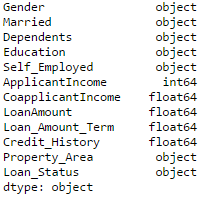 Gender object
Married object
Dependents object
Education object
Self_Employed object
ApplicantIncome int64
CoapplicantIncome float64
LoanAmount float64
Loan_Amount_Term float64
Credit_History float64
Property_Area object
Loan_Status object
dtype: object